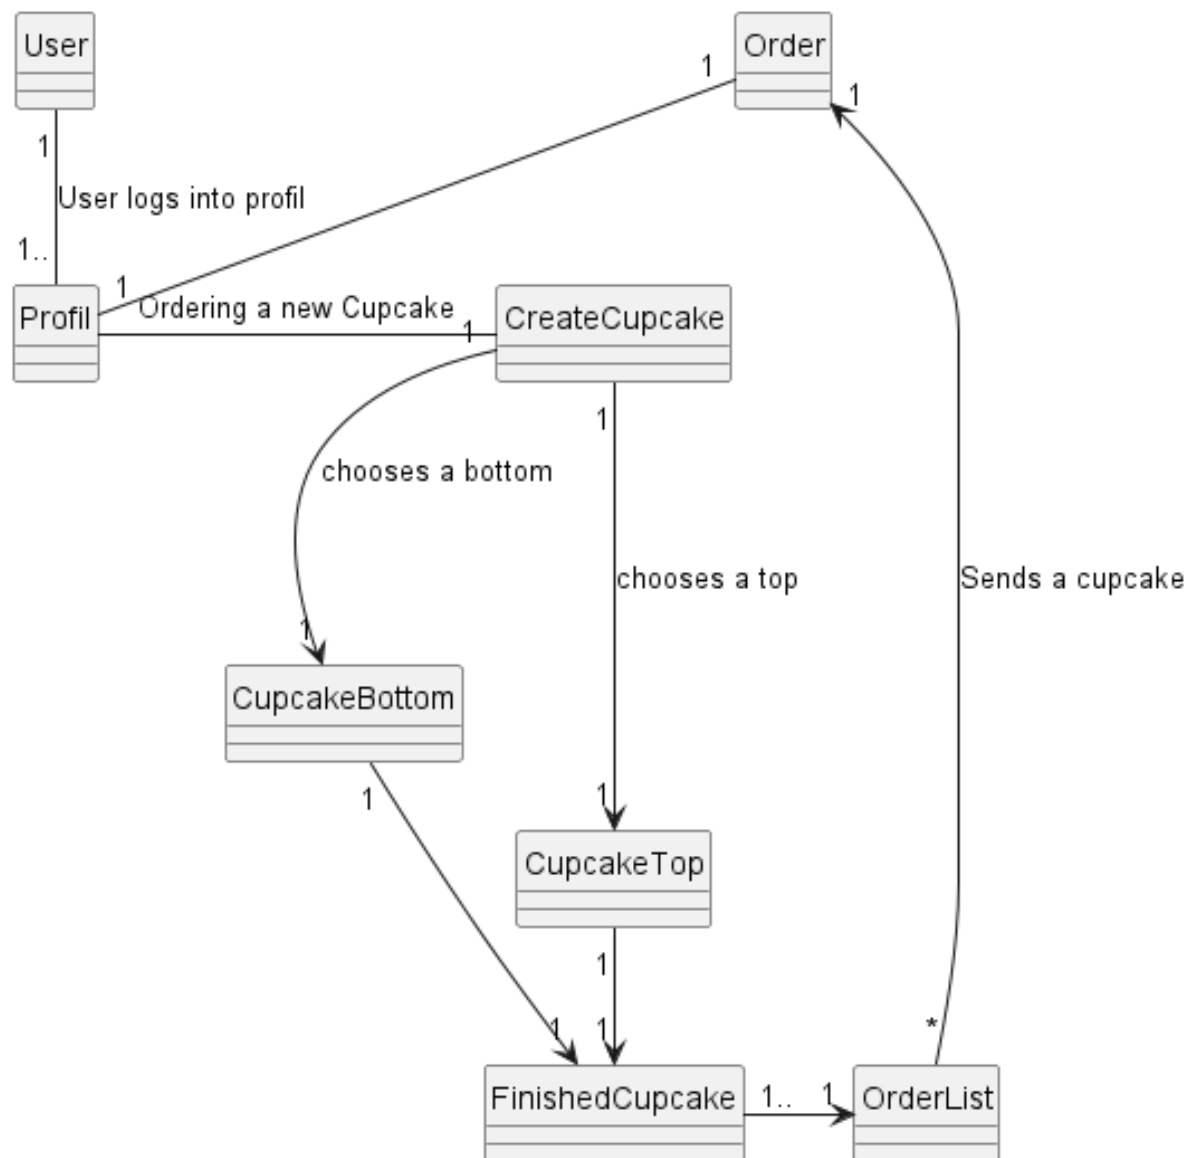 User
Order
1
1
1
User logs into profil
1..
1
Ordering a new Cupcake
Profil
1
CreateCupcake
1
chooses a bottom
chooses a top
Sends a cupcake
1
CupcakeBottom
1
1
CupcakeTop
1
1
1
*
FinishedCupcake
1..
1
OrderList